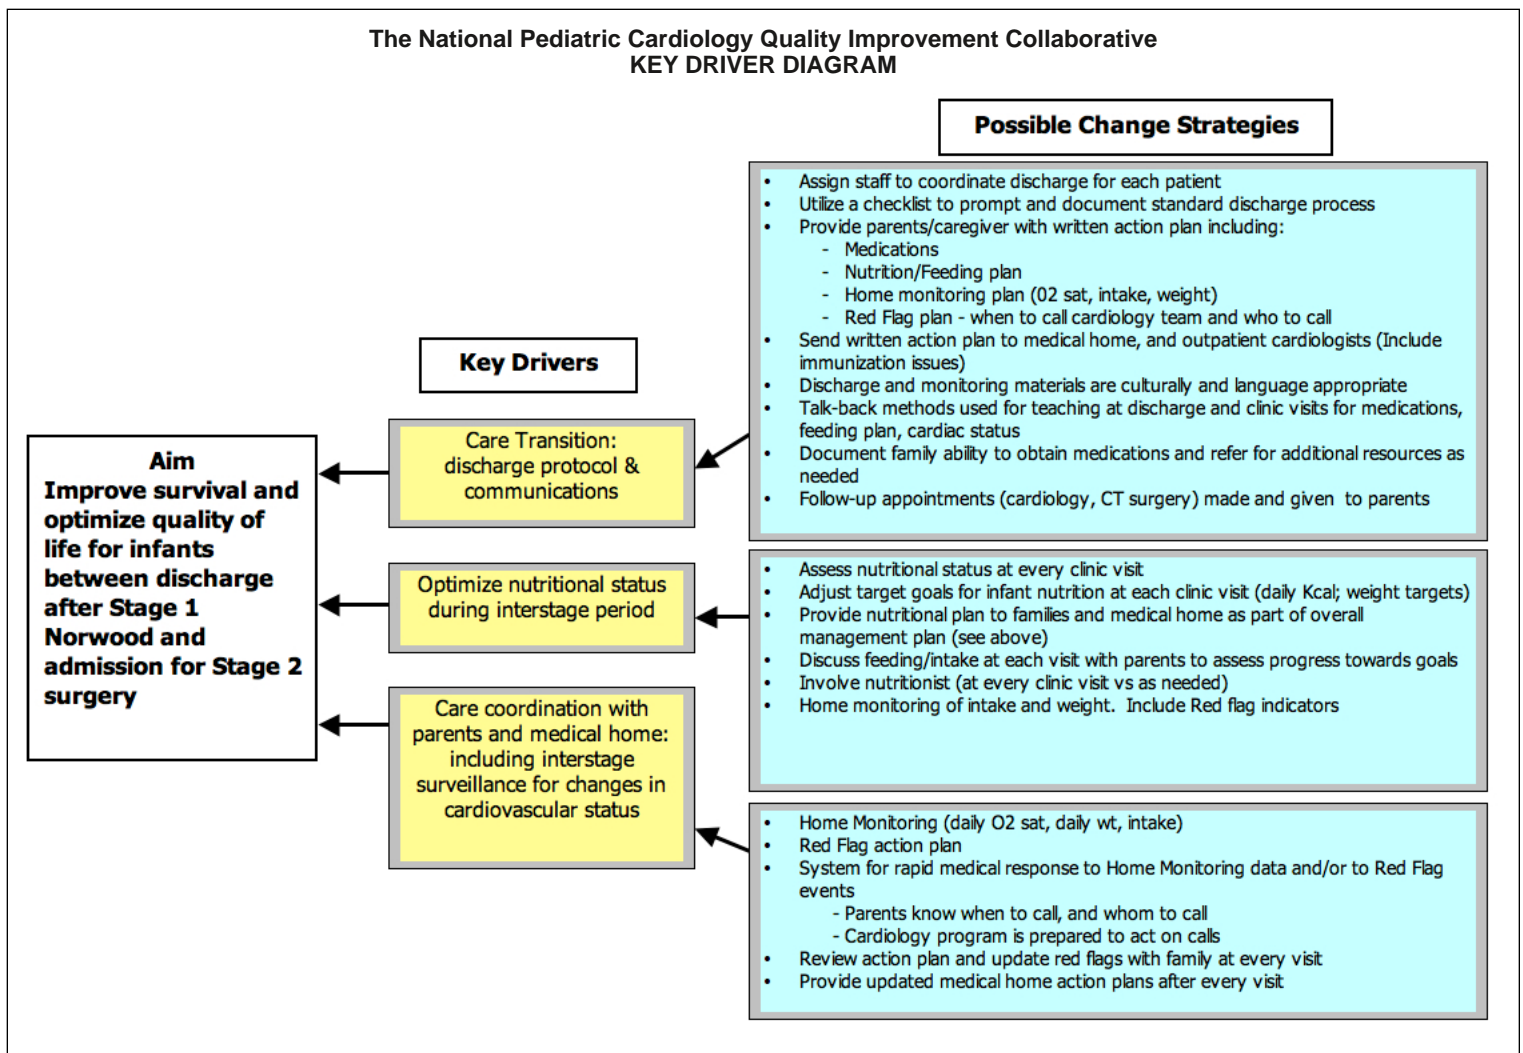 The National Pediatric Cardiology Quality Improvement Collaborative
KEY DRIVER DIAGRAM
Possible Change Strategies
• Assign staff to coordinate discharge for each patient
• Utilize a checklist to prompt and document standard discharge process
• Provide parents/caregiver with written action plan including:
- Medications
- Nutrition/Feeding plan
- Home monitoring plan (02 sat, intake, weight)
- Red Flag plan - when to call cardiology team and who to call
• Send written action plan to medical home, and outpatient cardiologists (Include
immunization issues)
• Discharge and monitoring materials are culturally and language appropriate
• Talk-back methods used for teaching at discharge and clinic visits for medications,
feeding plan, cardiac status
• Document family ability to obtain medications and refer for additional resources as
needed
• Follow-up appointments (cardiology, CT surgery) made and given to parents
Key Drivers
Care Transition:
discharge protocol &
communications
Aim
Improve survival and
optimize quality of
life for infants
between discharge
after Stage 1
Norwood and
admission for Stage 2
surgery
Optimize nutritional status
during interstage period
• Assess nutritional status at every clinic visit
• Adjust target goals for infant nutrition at each clinic visit (daily Kcal; weight targets)
• Provide nutritional plan to families and medical home as part of overall
management plan (see above)
• Discuss feeding/intake at each visit with parents to assess progress towards goals
• Involve nutritionist (at every clinic visit vs as needed)
• Home monitoring of intake and weight. Include Red flag indicators
Care coordination with
parents and medical home:
including interstage
surveillance for changes in
cardiovascular status
• Home Monitoring (daily O2 sat, daily wt, intake)
• Red Flag action plan
• System for rapid medical response to Home Monitoring data and/or to Red Flag
events
- Parents know when to call, and whom to call
- Cardiology program is prepared to act on calls
• Review action plan and update red flags with family at every visit
• Provide updated medical home action plans after every visit